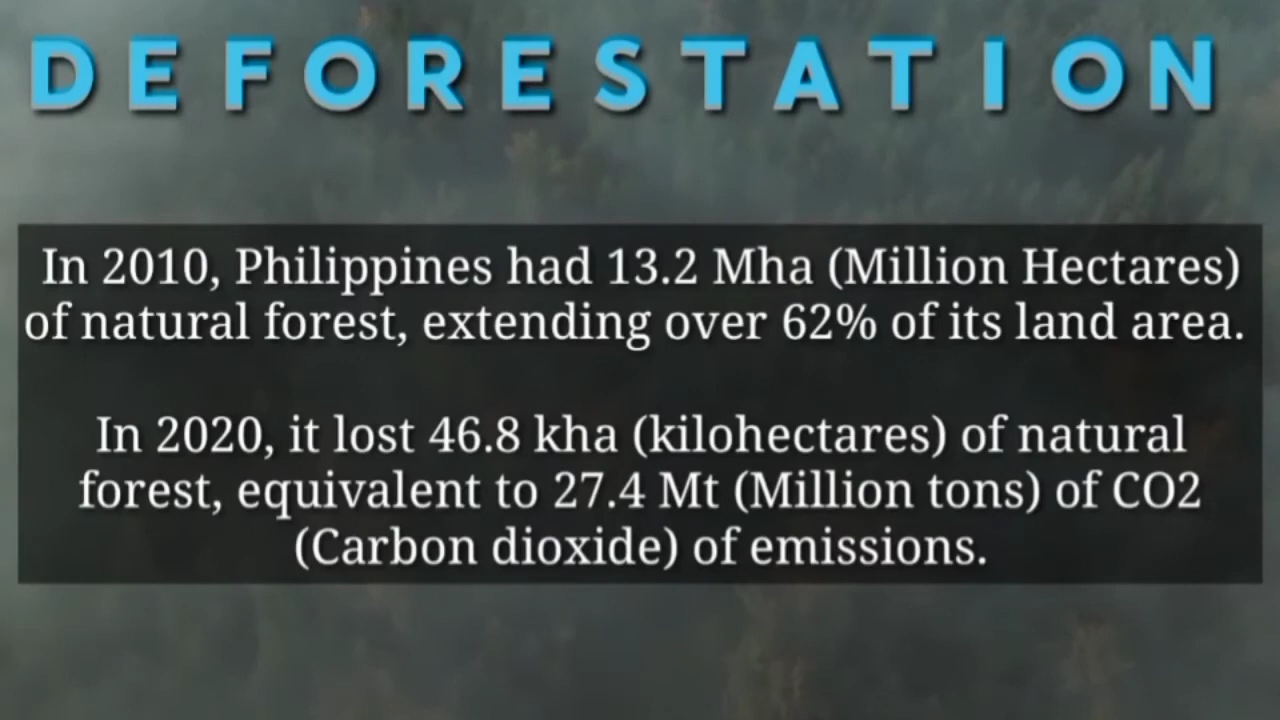 DEFORESTATION
In 2010, Philippines had 13.2 Mha (Million Hectares)
of natural forest, extending over 62% of its land area.
In 2020, it lost 46.8 kha (kilohectares) of natural
forest, equivalent to 27.4 Mt (Million tons) of CO2
(Carbon dioxide) of emissions.